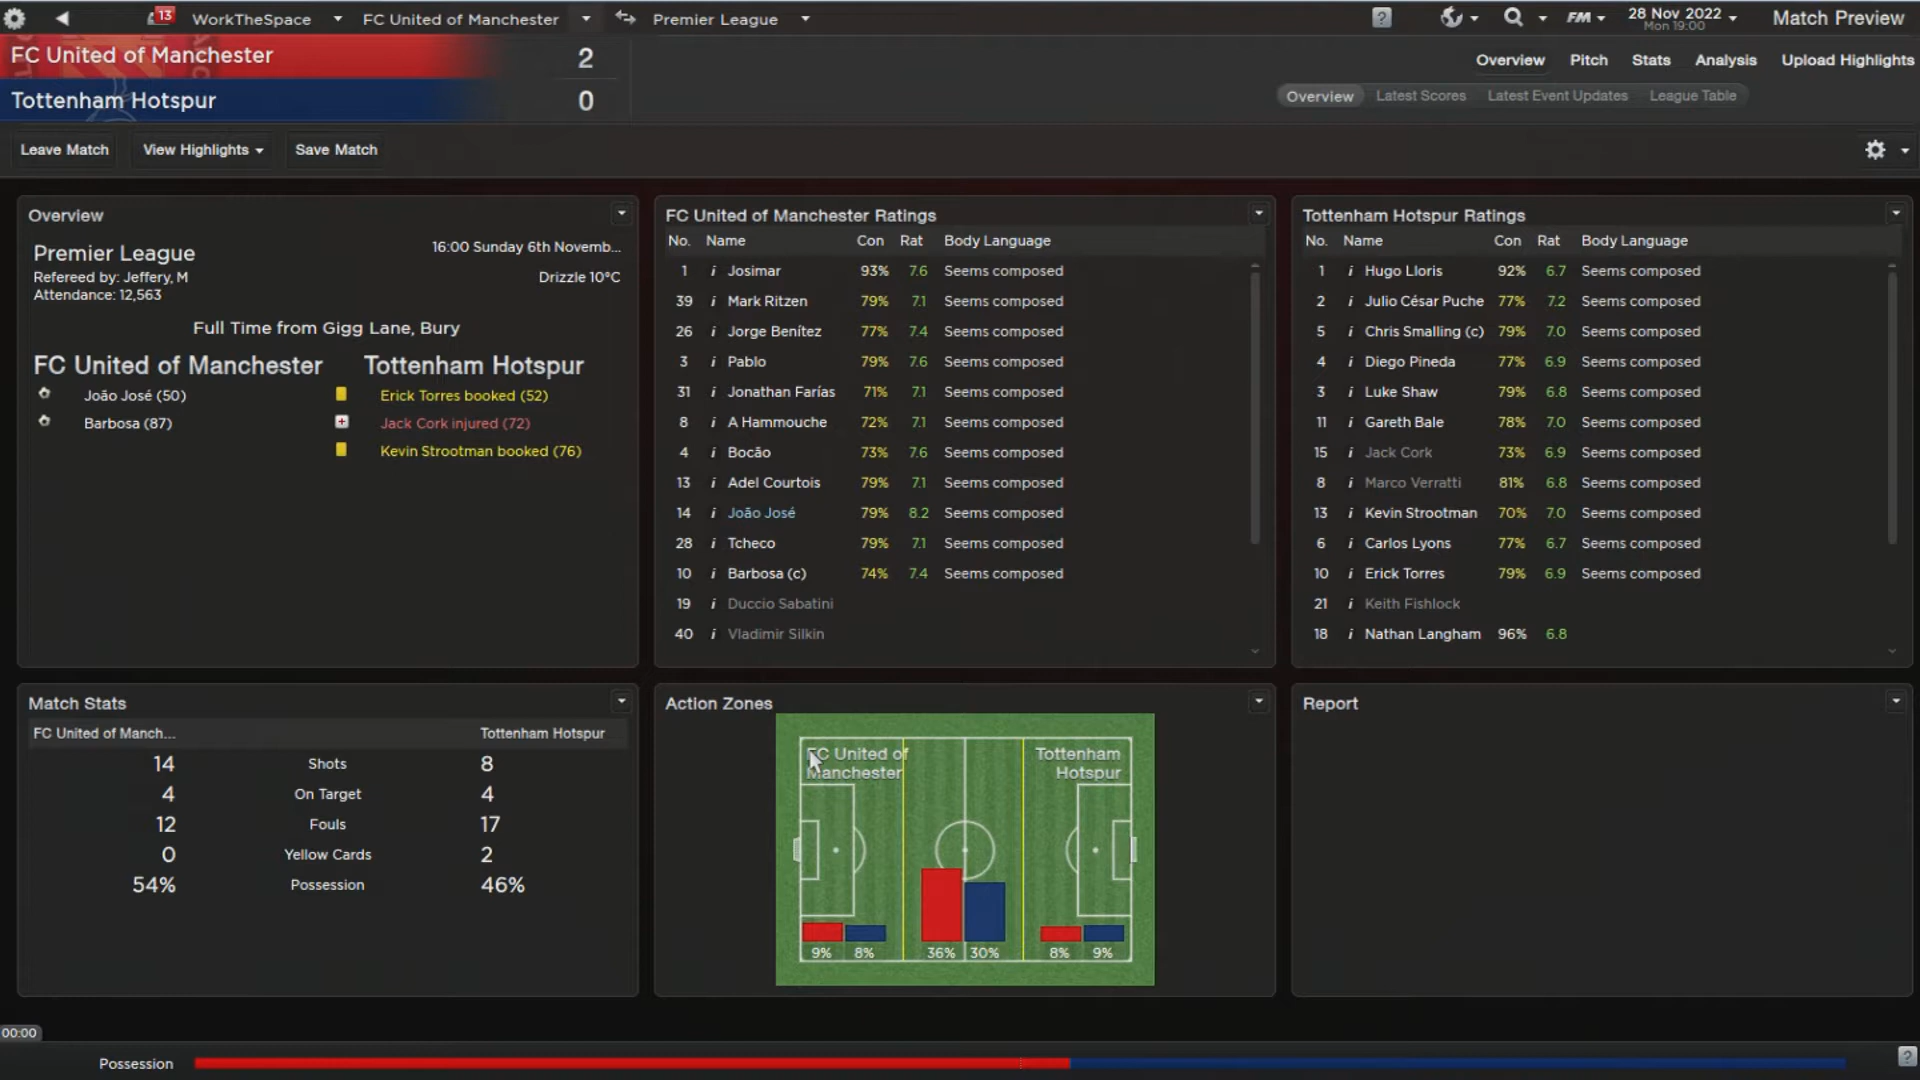 13 WorkTheSpace FC United of Manchester Premier League ? FM 28 Nov 2022 Mon 19:00 Match Preview
FC United of Manchester 2
Tottenham Hotspur 0
Overview Pitch Stats Analysis Upload Highlights
Overview Latest Scores Latest Event Updates League Table
Leave Match View Highlights Save Match
Overview
Premier League 16:00 Sunday 6th Novemb...
Refereed by: Jeffery, M Drizzle 10°C
Attendance: 12,563
Full Time from Gigg Lane, Bury
FC United of Manchester Tottenham Hotspur
João José (50) Erick Torres booked (52)
Barbosa (87) Jack Cork injured (72)
Kevin Strootman booked (76)
FC United of Manchester Ratings
No. Name Con Rat Body Language
1 i Josimar 93% 7.6 Seems composed
39 i Mark Ritzen 79% 7.1 Seems composed
26 i Jorge Benítez 77% 7.4 Seems composed
3 i Pablo 79% 7.6 Seems composed
31 i Jonathan Farías 71% 7.1 Seems composed
8 i A Hammouche 72% 7.1 Seems composed
4 i Bocão 73% 7.6 Seems composed
13 i Adel Courtois 79% 7.1 Seems composed
14 i João José 79% 8.2 Seems composed
28 i Tcheco 79% 7.1 Seems composed
10 i Barbosa (c) 74% 7.4 Seems composed
19 i Duccio Sabatini
40 i Vladimir Silkin
Tottenham Hotspur Ratings
No. Name Con Rat Body Language
1 i Hugo Lloris 92% 6.7 Seems composed
2 i Julio César Puche 77% 7.2 Seems composed
5 i Chris Smalling (c) 79% 7.0 Seems composed
4 i Diego Pineda 77% 6.9 Seems composed
3 i Luke Shaw 79% 6.8 Seems composed
11 i Gareth Bale 78% 7.0 Seems composed
15 i Jack Cork 73% 6.9 Seems composed
8 i Marco Verratti 81% 6.8 Seems composed
13 i Kevin Strootman 70% 7.0 Seems composed
6 i Carlos Lyons 77% 6.7 Seems composed
10 i Erick Torres 79% 6.9 Seems composed
21 i Keith Fishlock
18 i Nathan Langham 96% 6.8
Match Stats
FC United of Manch... Tottenham Hotspur
14 Shots 8
4 On Target 4
12 Fouls 17
0 Yellow Cards 2
54% Possession 46%
Action Zones
FC United of Manchester
Tottenham Hotspur
9% 8% 36% 30% 8% 9%
Report
00:00
Possession ?